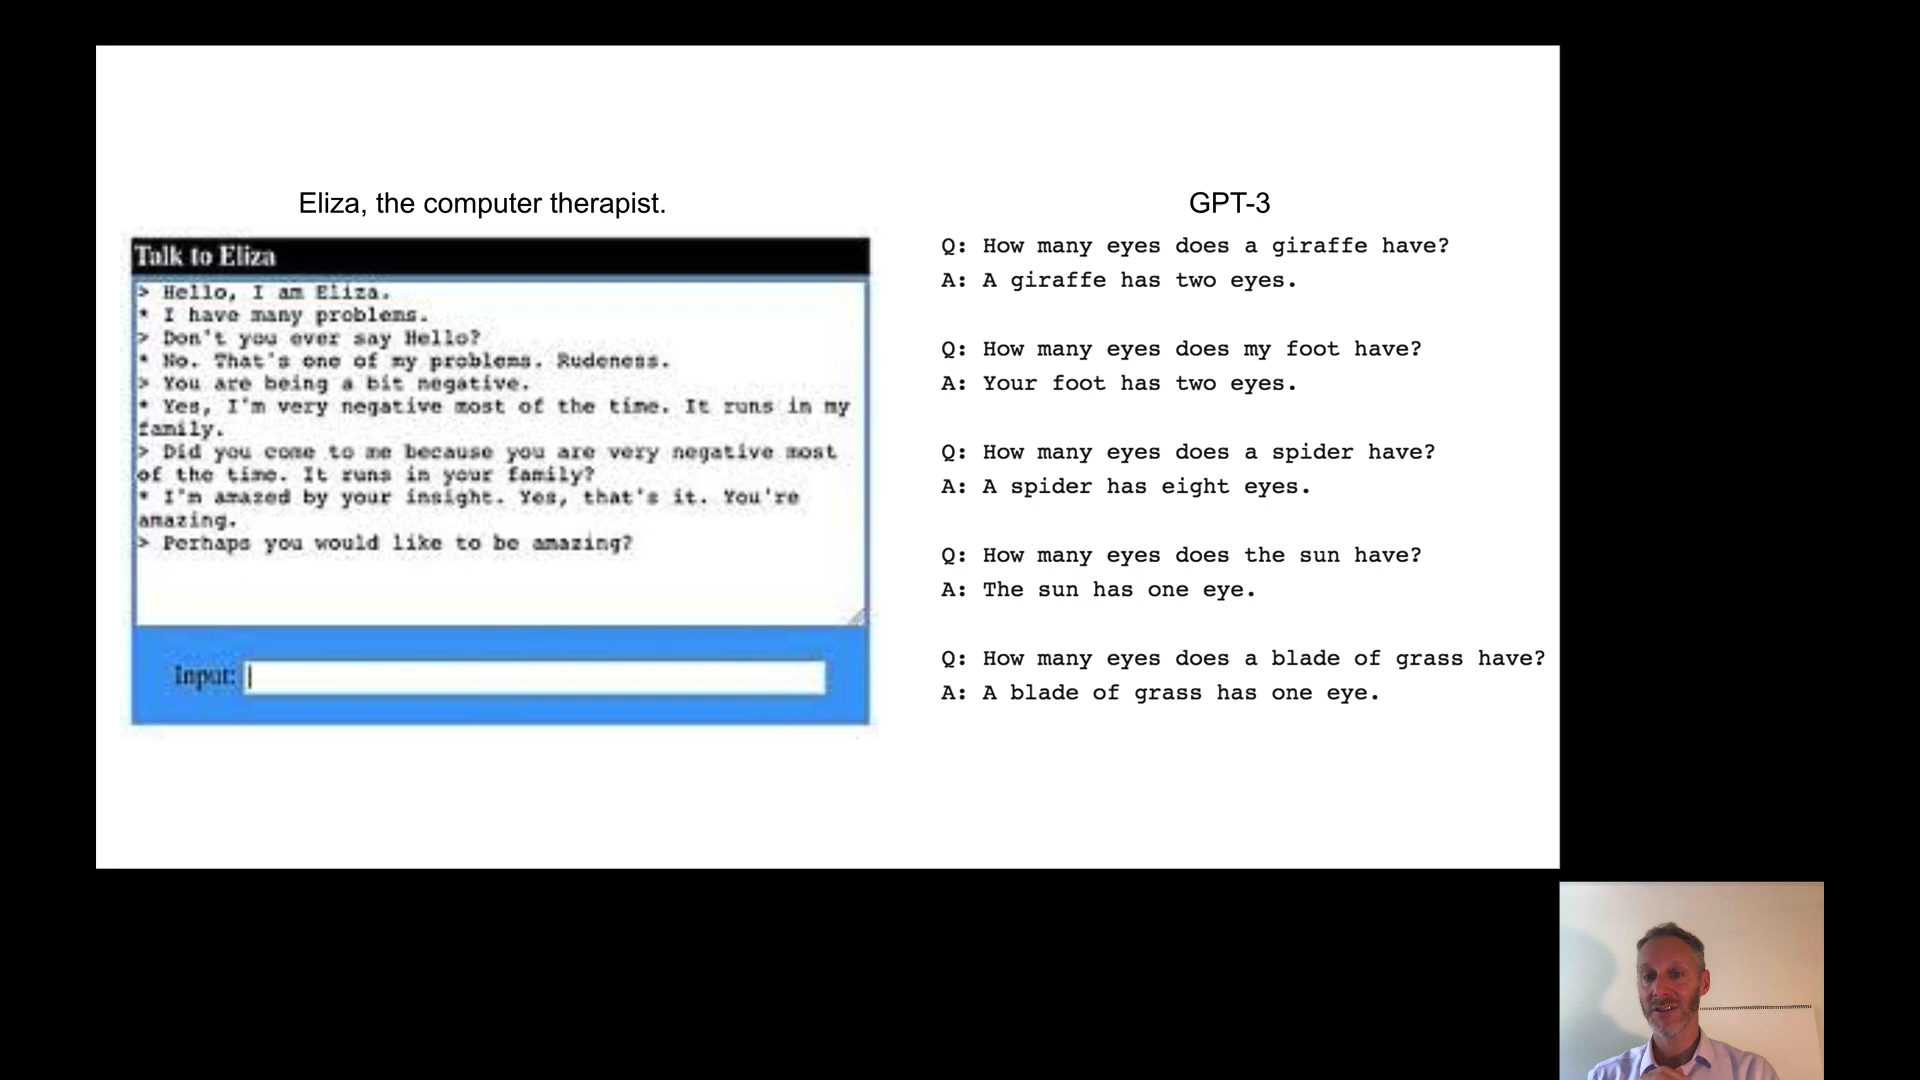 Eliza, the computer therapist.
Talk to Eliza
> Hello, I am Eliza.
* I have many problems.
> Don't you ever say Hello?
* No. That's one of my problems. Rudeness.
> You are being a bit negative.
* Yes, I'm very negative most of the time. It runs in my
family.
> Did you come to me because you are very negative most
of the time. It runs in your family?
* I'm amazed by your insight. Yes, that's it. You're
amazing.
> Perhaps you would like to be amazing?
Input:
GPT-3
Q: How many eyes does a giraffe have?
A: A giraffe has two eyes.
Q: How many eyes does my foot have?
A: Your foot has two eyes.
Q: How many eyes does a spider have?
A: A spider has eight eyes.
Q: How many eyes does the sun have?
A: The sun has one eye.
Q: How many eyes does a blade of grass have?
A: A blade of grass has one eye.